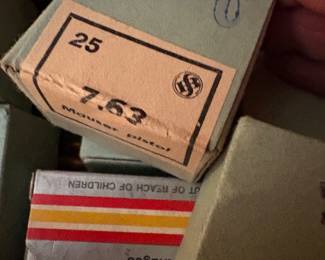 25
7,63
Mauser pistol
OUT OF REACH OF CHILDREN